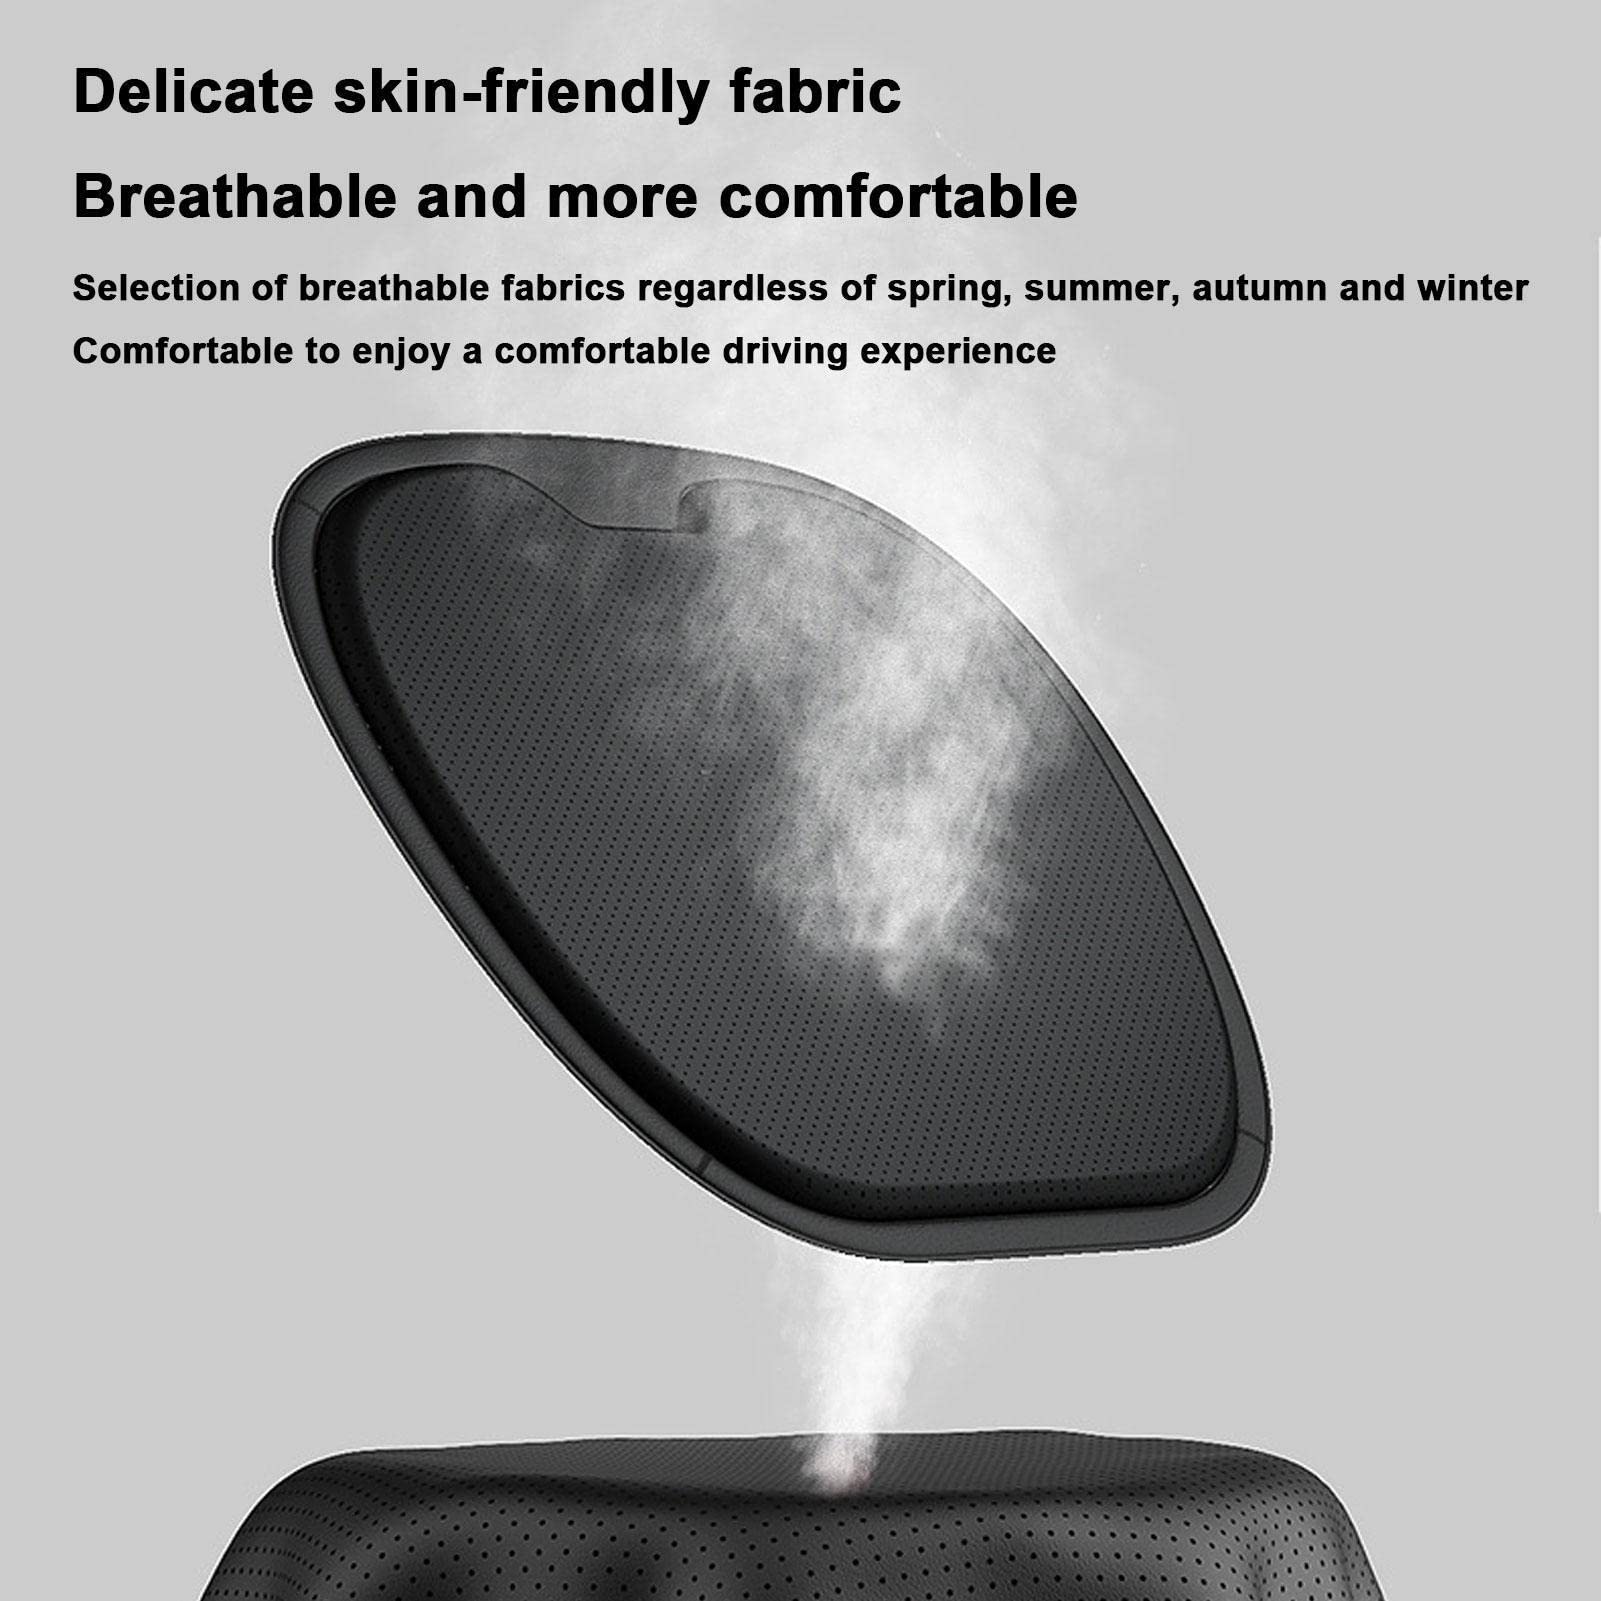 Delicate skin-friendly fabric
Breathable and more comfortable
Selection of breathable fabrics regardless of spring, summer, autumn and winter
Comfortable to enjoy a comfortable driving experience